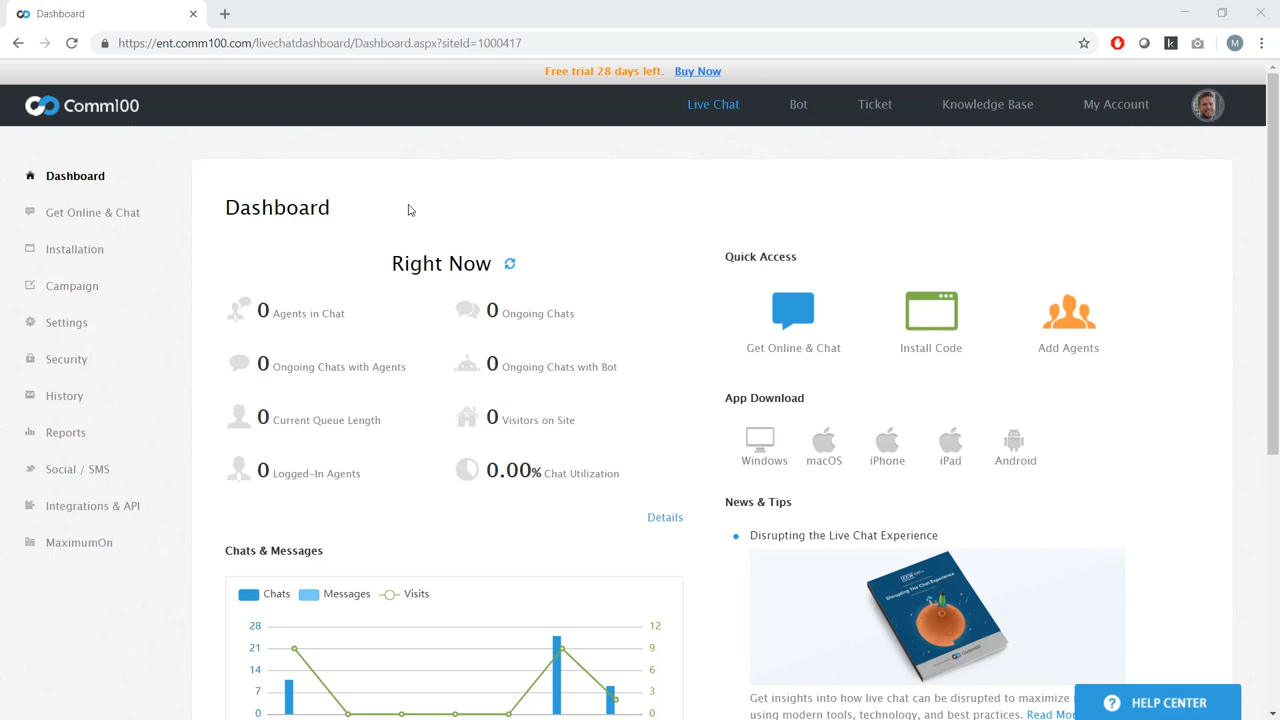 Dashboard
https://ent.comm100.com/livechatdashboard/Dashboard.aspx?siteId=1000417
M
Free trial 28 days left. Buy Now
Comm100
Live Chat
Bot
Ticket
Knowledge Base
My Account
Dashboard
Get Online & Chat
Installation
Campaign
Settings
Security
History
Reports
Social / SMS
Integrations & API
MaximumOn
Dashboard
Right Now
0 Agents in Chat
0 Ongoing Chats
0 Ongoing Chats with Agents
0 Ongoing Chats with Bot
0 Current Queue Length
0 Visitors on Site
0 Logged-In Agents
0.00% Chat Utilization
Details
Chats & Messages
Chats
Messages
Visits
28
21
14
7
0
12
9
6
3
0
Quick Access
Get Online & Chat
Install Code
Add Agents
App Download
Windows
macOS
iPhone
iPad
Android
News & Tips
Disrupting the Live Chat Experience
Disrupting The Chat Experience
Comm100
Get insights into how live chat can be disrupted to maximize
using modern tools, technology, and best practices. Read Mor
? HELP CENTER